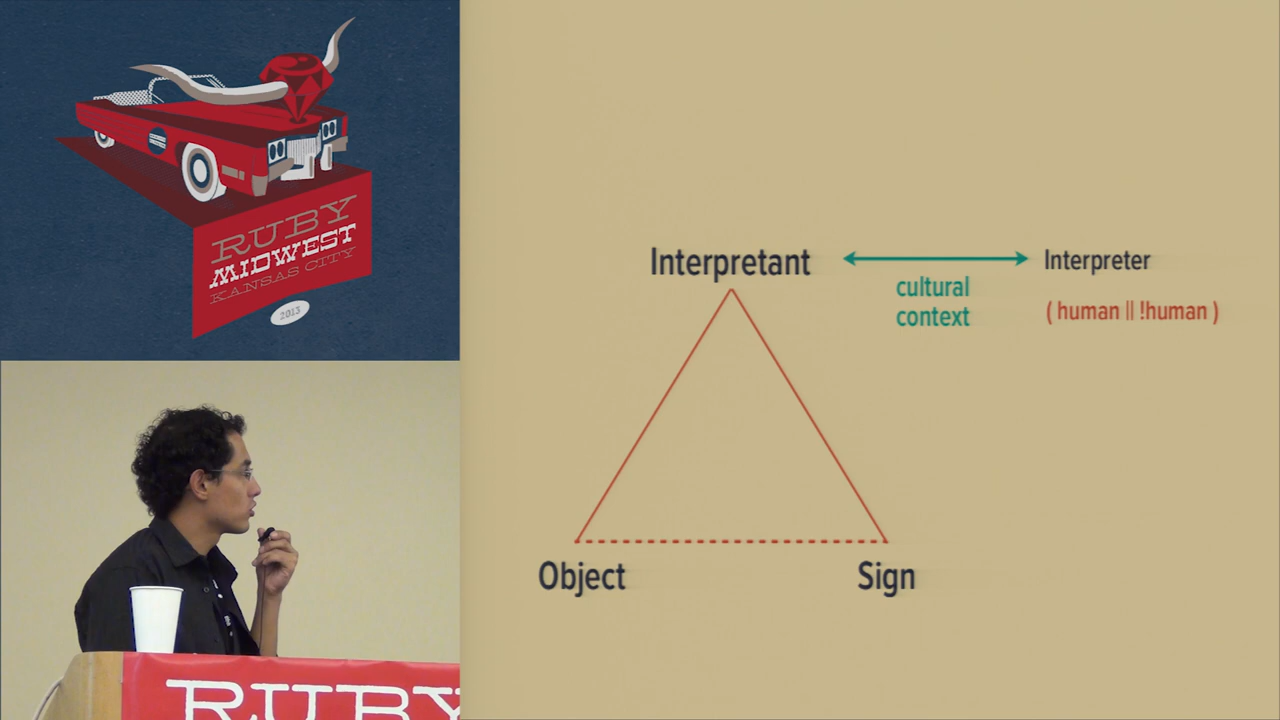 RUBY
MIDWEST
KANSAS CITY
2013
Interpretant
Interpreter
cultural
context
( human || !human )
Object
Sign
RUBY